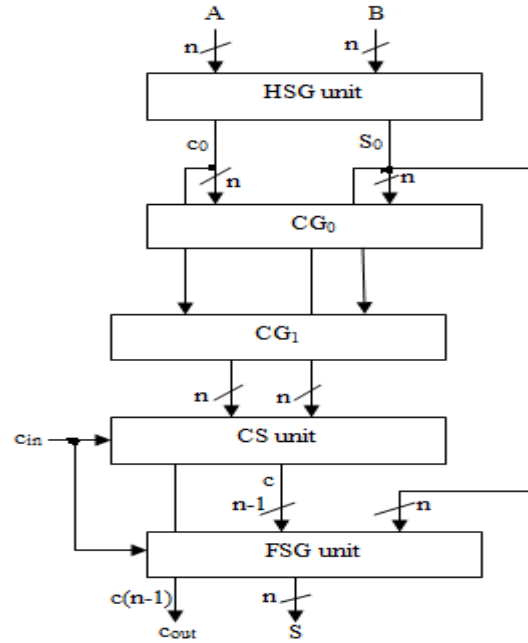 A B
n n
HSG unit
c0 S0
n n
CG0
CG1
n n
cin CS unit
c
n-1 n
FSG unit
c(n-1) n
cout S